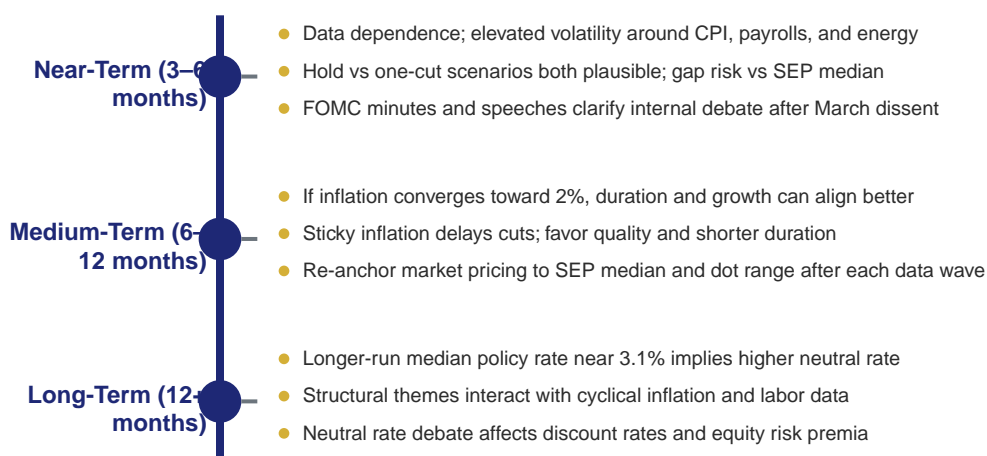 Near-Term (3–6
months)
Data dependence; elevated volatility around CPI, payrolls, and energy
Hold vs one-cut scenarios both plausible; gap risk vs SEP median
FOMC minutes and speeches clarify internal debate after March dissent
Medium-Term (6–
12 months)
If inflation converges toward 2%, duration and growth can align better
Sticky inflation delays cuts; favor quality and shorter duration
Re-anchor market pricing to SEP median and dot range after each data wave
Long-Term (12+
months)
Longer-run median policy rate near 3.1% implies higher neutral rate
Structural themes interact with cyclical inflation and labor data
Neutral rate debate affects discount rates and equity risk premia